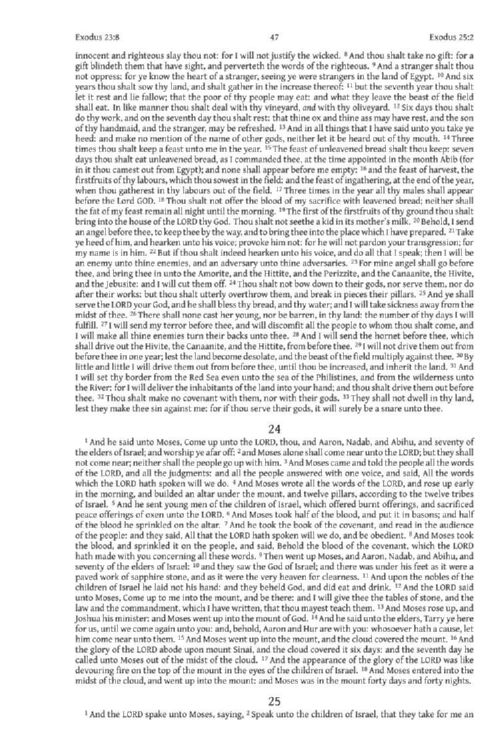 Exodus 23:8 47 Exodus 25:2
innocent and righteous slay thou not: for I will not justify the wicked. 8 And thou shalt take no gift: for a
gift blindeth them that have sight, and perverteth the words of the righteous. 9 And a stranger shalt thou
not oppress: for ye know the heart of a stranger, seeing ye were strangers in the land of Egypt. 10 And six
years thou shalt sow thy land, and shalt gather in the increase thereof: 11 but the seventh year thou shalt
let it rest and lie fallow; that the poor of thy people may eat: and what they leave the beast of the field
shall eat. In like manner thou shalt deal with thy vineyard, and with thy oliveyard. 12 Six days thou shalt
do thy work, and on the seventh day thou shalt rest: that thine ox and thine ass may have rest, and the son
of thy handmaid, and the stranger, may be refreshed. 13 And in all things that I have said unto you take ye
heed: and make no mention of the name of other gods, neither let it be heard out of thy mouth. 14 Three
times thou shalt keep a feast unto me in the year. 15 The feast of unleavened bread shalt thou keep: seven
days thou shalt eat unleavened bread, as I commanded thee, at the time appointed in the month Abib (for
in it thou camest out from Egypt); and none shall appear before me empty: 16 and the feast of harvest, the
firstfruits of thy labours, which thou sowest in the field: and the feast of ingathering, at the end of the year,
when thou gatherest in thy labours out of the field. 17 Three times in the year all thy males shall appear
before the Lord GOD. 18 Thou shalt not offer the blood of my sacrifice with leavened bread; neither shall
the fat of my feast remain all night until the morning. 19 The first of the firstfruits of thy ground thou shalt
bring into the house of the LORD thy God. Thou shalt not seethe a kid in its mother's milk. 20 Behold, I send
an angel before thee, to keep thee by the way, and to bring thee into the place which I have prepared. 21 Take
ye heed of him, and hearken unto his voice; provoke him not: for he will not pardon your transgression; for
my name is in him. 22 But if thou shalt indeed hearken unto his voice, and do all that I speak; then I will be
an enemy unto thine enemies, and an adversary unto thine adversaries. 23 For mine angel shall go before
thee, and bring thee in unto the Amorite, and the Hittite, and the Perizzite, and the Canaanite, the Hivite,
and the Jebusite: and I will cut them off. 24 Thou shalt not bow down to their gods, nor serve them, nor do
after their works: but thou shalt utterly overthrow them, and break in pieces their pillars. 25 And ye shall
serve the LORD your God, and he shall bless thy bread, and thy water; and I will take sickness away from the
midst of thee. 26 There shall none cast her young, nor be barren, in thy land: the number of thy days I will
fulfill. 27 I will send my terror before thee, and will discomfit all the people to whom thou shalt come, and
I will make all thine enemies turn their backs unto thee. 28 And I will send the hornet before thee, which
shall drive out the Hivite, the Canaanite, and the Hittite, from before thee. 29 I will not drive them out from
before thee in one year; lest the land become desolate, and the beast of the field multiply against thee. 30 By
little and little I will drive them out from before thee, until thou be increased, and inherit the land. 31 And
I will set thy border from the Red Sea even unto the sea of the Philistines, and from the wilderness unto
the River: for I will deliver the inhabitants of the land into your hand; and thou shalt drive them out before
thee. 32 Thou shalt make no covenant with them, nor with their gods. 33 They shall not dwell in thy land,
lest they make thee sin against me: for if thou serve their gods, it will surely be a snare unto thee.
24
1 And he said unto Moses, Come up unto the LORD, thou, and Aaron, Nadab, and Abihu, and seventy of
the elders of Israel; and worship ye afar off: 2 and Moses alone shall come near unto the LORD; but they shall
not come near; neither shall the people go up with him. 3 And Moses came and told the people all the words
of the LORD, and all the judgments: and all the people answered with one voice, and said, All the words
which the LORD hath spoken will we do. 4 And Moses wrote all the words of the LORD, and rose up early
in the morning, and builded an altar under the mount, and twelve pillars, according to the twelve tribes
of Israel. 5 And he sent young men of the children of Israel, which offered burnt offerings, and sacrificed
peace offerings of oxen unto the LORD. 6 And Moses took half of the blood, and put it in basons; and half
of the blood he sprinkled on the altar. 7 And he took the book of the covenant, and read in the audience
of the people: and they said, All that the LORD hath spoken will we do, and be obedient. 8 And Moses took
the blood, and sprinkled it on the people, and said, Behold the blood of the covenant, which the LORD
hath made with you concerning all these words. 9 Then went up Moses, and Aaron, Nadab, and Abihu, and
seventy of the elders of Israel: 10 and they saw the God of Israel; and there was under his feet as it were a
paved work of sapphire stone, and as it were the very heaven for clearness. 11 And upon the nobles of the
children of Israel he laid not his hand: and they beheld God, and did eat and drink. 12 And the LORD said
unto Moses, Come up to me into the mount, and be there: and I will give thee the tables of stone, and the
law and the commandment, which I have written, that thou mayest teach them. 13 And Moses rose up, and
Joshua his minister: and Moses went up into the mount of God. 14 And he said unto the elders, Tarry ye here
for us, until we come again unto you: and, behold, Aaron and Hur are with you: whosoever hath a cause, let
him come near unto them. 15 And Moses went up into the mount, and the cloud covered the mount. 16 And
the glory of the LORD abode upon mount Sinai, and the cloud covered it six days: and the seventh day he
called unto Moses out of the midst of the cloud. 17 And the appearance of the glory of the LORD was like
devouring fire on the top of the mount in the eyes of the children of Israel. 18 And Moses entered into the
midst of the cloud, and went up into the mount: and Moses was in the mount forty days and forty nights.
25
1 And the LORD spake unto Moses, saying, 2 Speak unto the children of Israel, that they take for me an